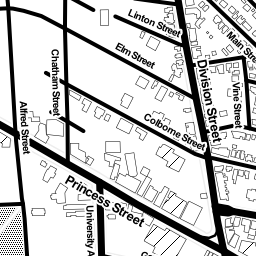 Linton Street
Elm Street
Main Street
Chatham Street
Division Street
Vine Street
Alfred Street
Colborne Street
Princess Street
University A